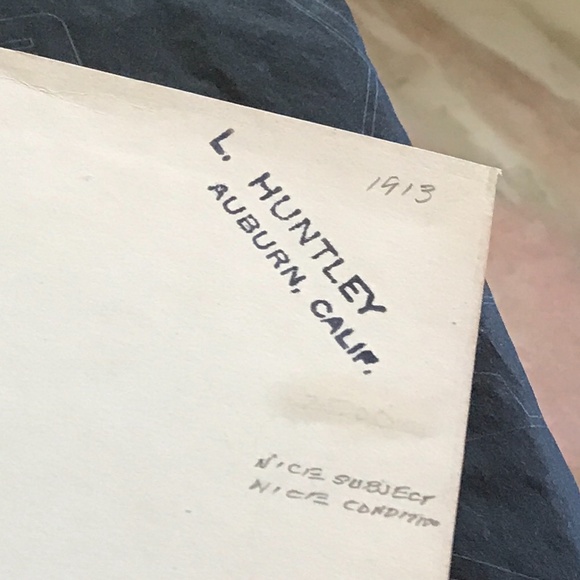 1913
L. HUNTLEY
AUBURN, CALIF.
NICE SUBJECT
NICE CONDITION